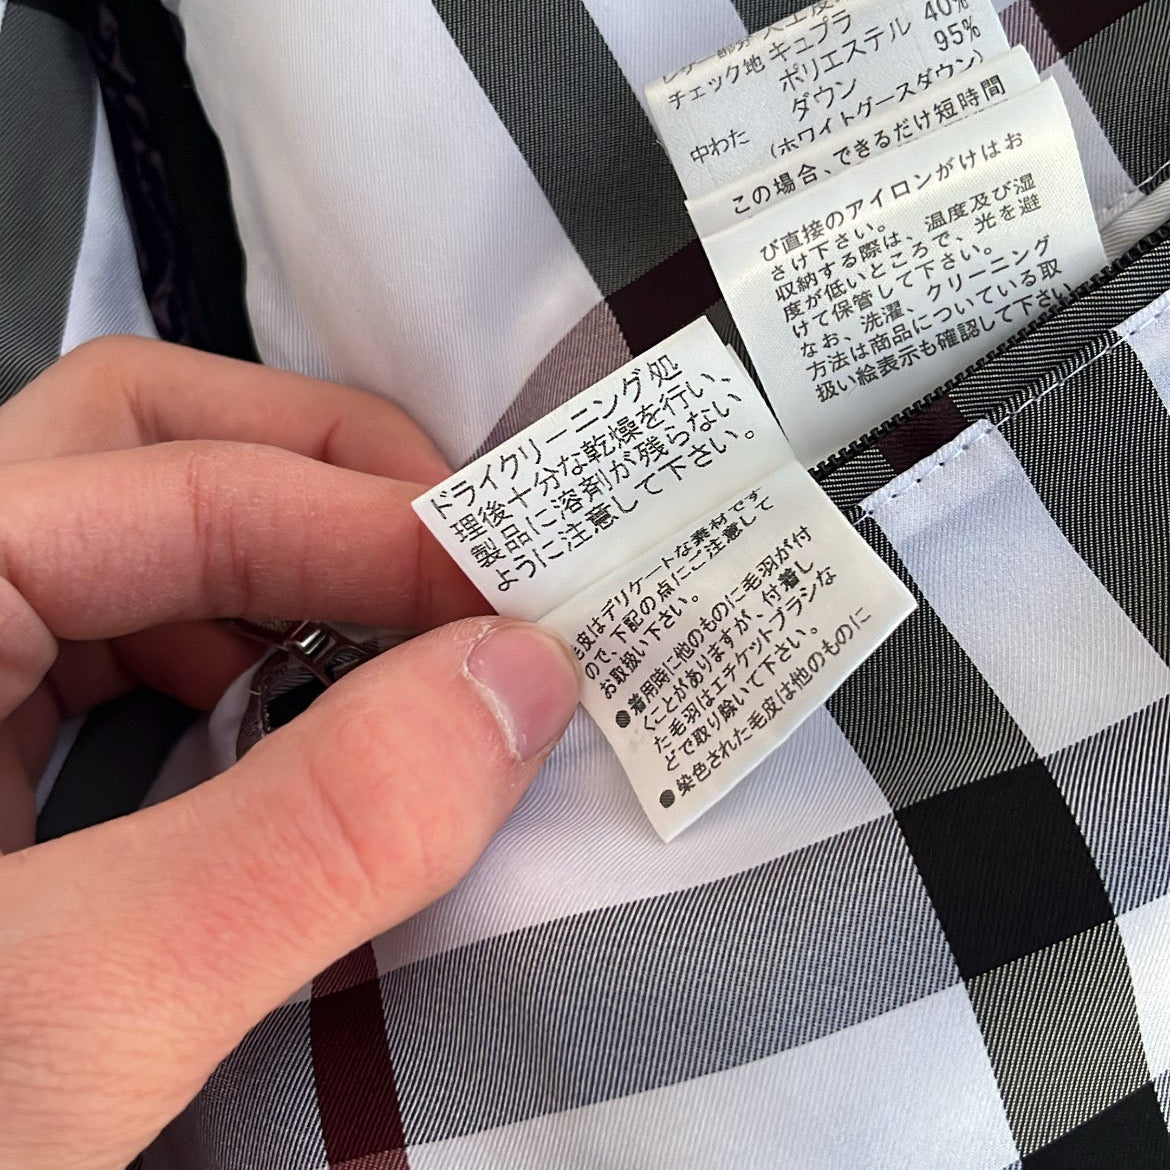 チェック地 キュプラ 40%
ポリエステル 95%
中わた ダウン
(ホワイトグースダウン)
この場合、できるだけ短時間
び直接のアイロンがけはお
さけ下さい。
収納する際は、温度及び湿
度が低いところで、光を避
けて保管して下さい。
なお、洗濯、クリーニング
方法は商品についている取
扱い絵表示も確認して下さい
ドライクリーニング処
理後十分な乾燥を行い、
製品に溶剤が残らない
ように注意して下さい。
毛皮はデリケートな素材です
ので、下記の点にご注意して
お取扱い下さい。
●着用時に他のものに毛羽が付
くことがありますが、付着し
た毛羽はエチケットブラシな
どで取り除いて下さい。
●染色された毛皮は他のものに